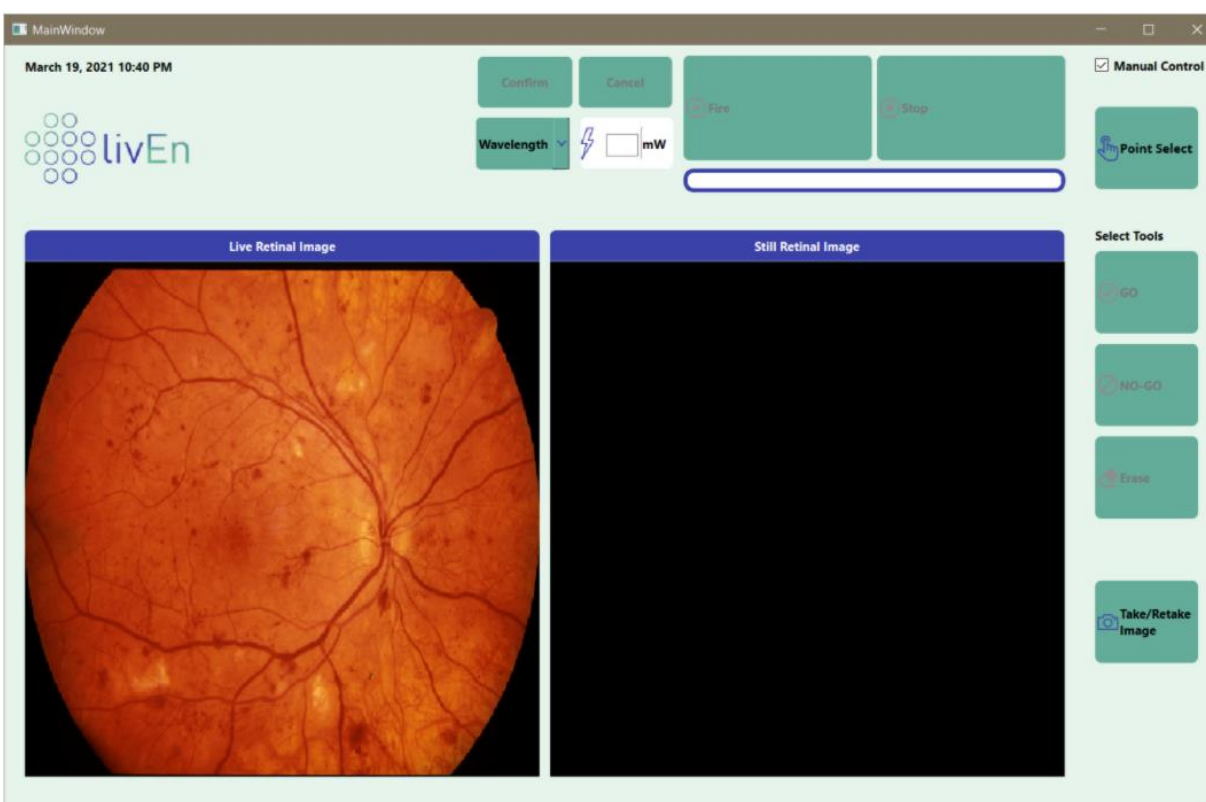 MainWindow
March 19, 2021 10:40 PM
livEn
Confirm
Cancel
Wavelength
mW
Fire
Stop
Manual Control
Point Select
Live Retinal Image
Still Retinal Image
Select Tools
GO
NO-GO
Erase
Take/Retake
Image